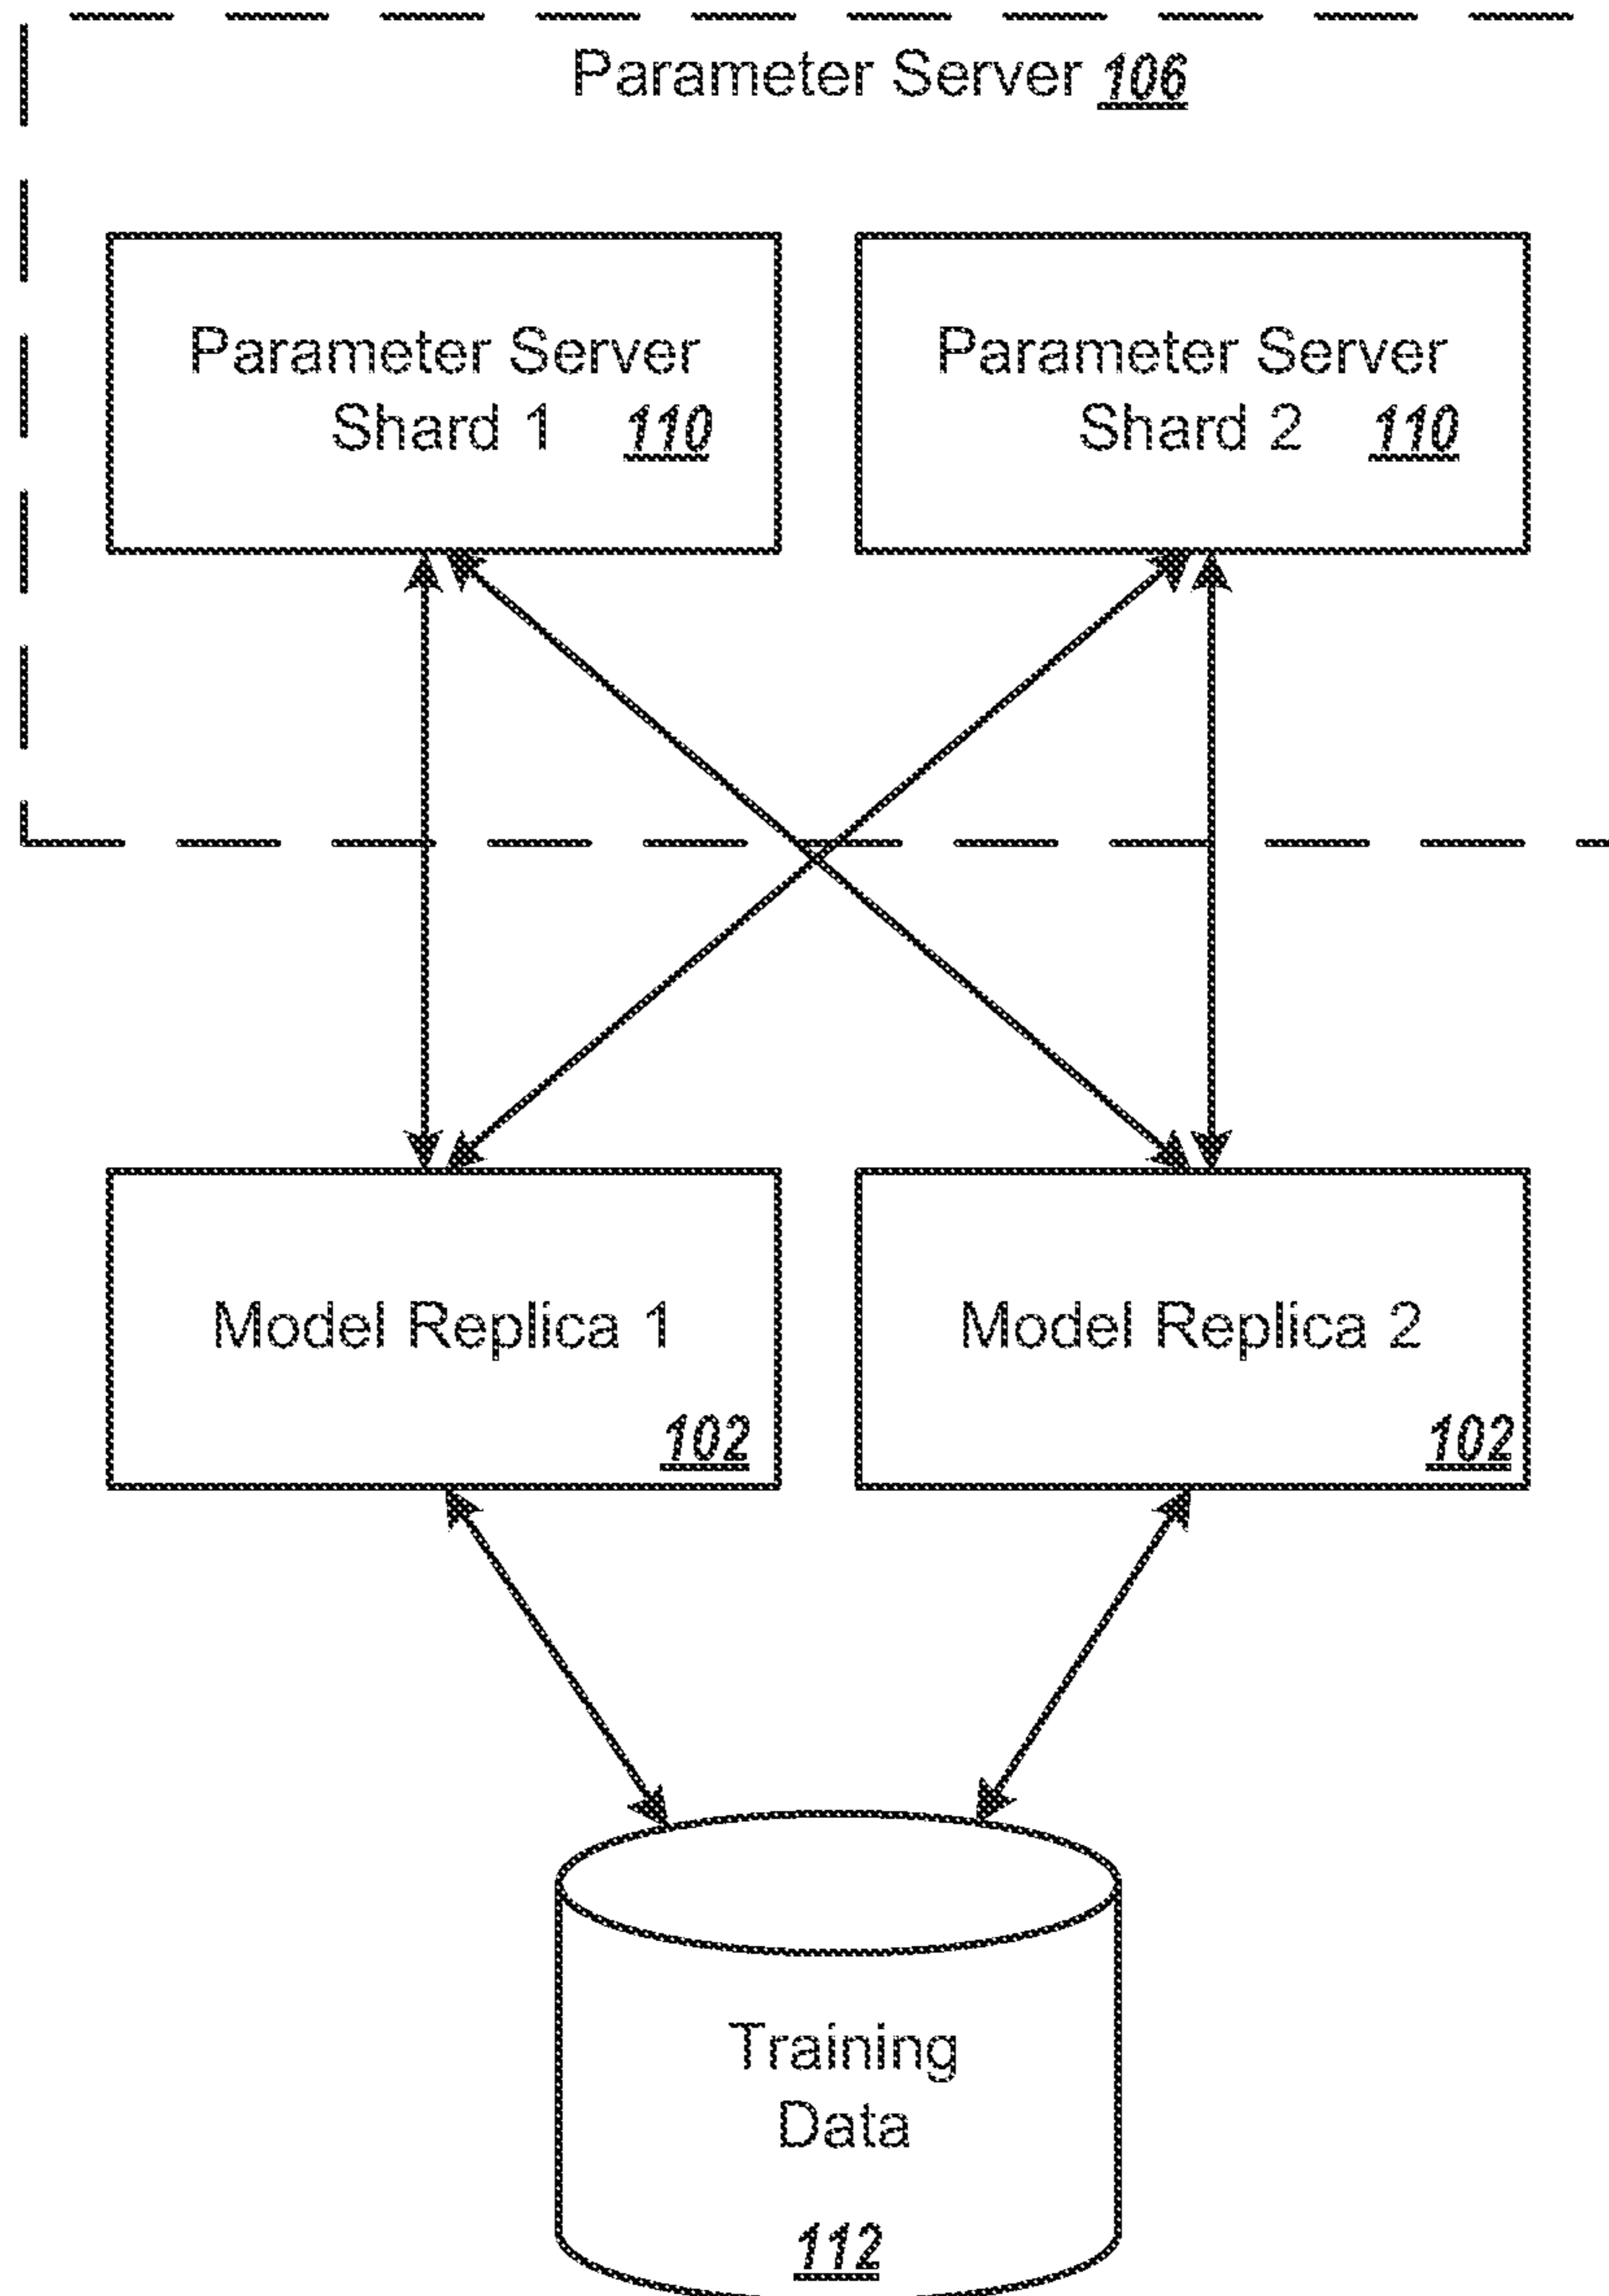 Parameter Server 106
Parameter Server
Shard 1 110
Parameter Server
Shard 2 110
Model Replica 1
102
Model Replica 2
102
Training
Data
112